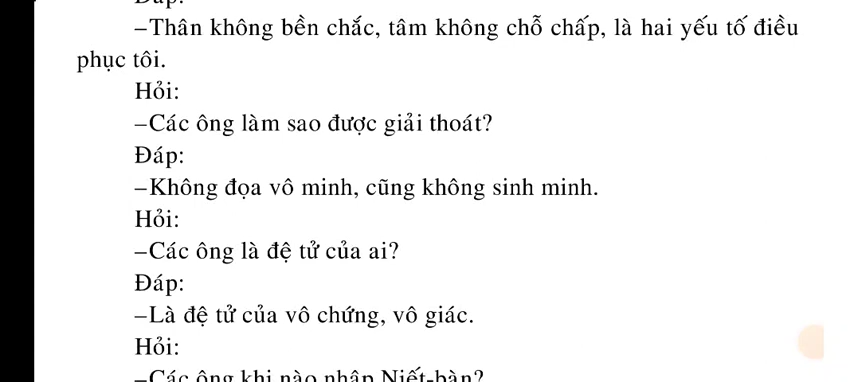 Đáp:
–Thân không bền chắc, tâm không chỗ chấp, là hai yếu tố điều
phục tôi.
Hỏi:
–Các ông làm sao được giải thoát?
Đáp:
–Không đọa vô minh, cũng không sinh minh.
Hỏi:
–Các ông là đệ tử của ai?
Đáp:
–Là đệ tử của vô chứng, vô giác.
Hỏi:
–Các ông khi nào nhập Niết-bàn?